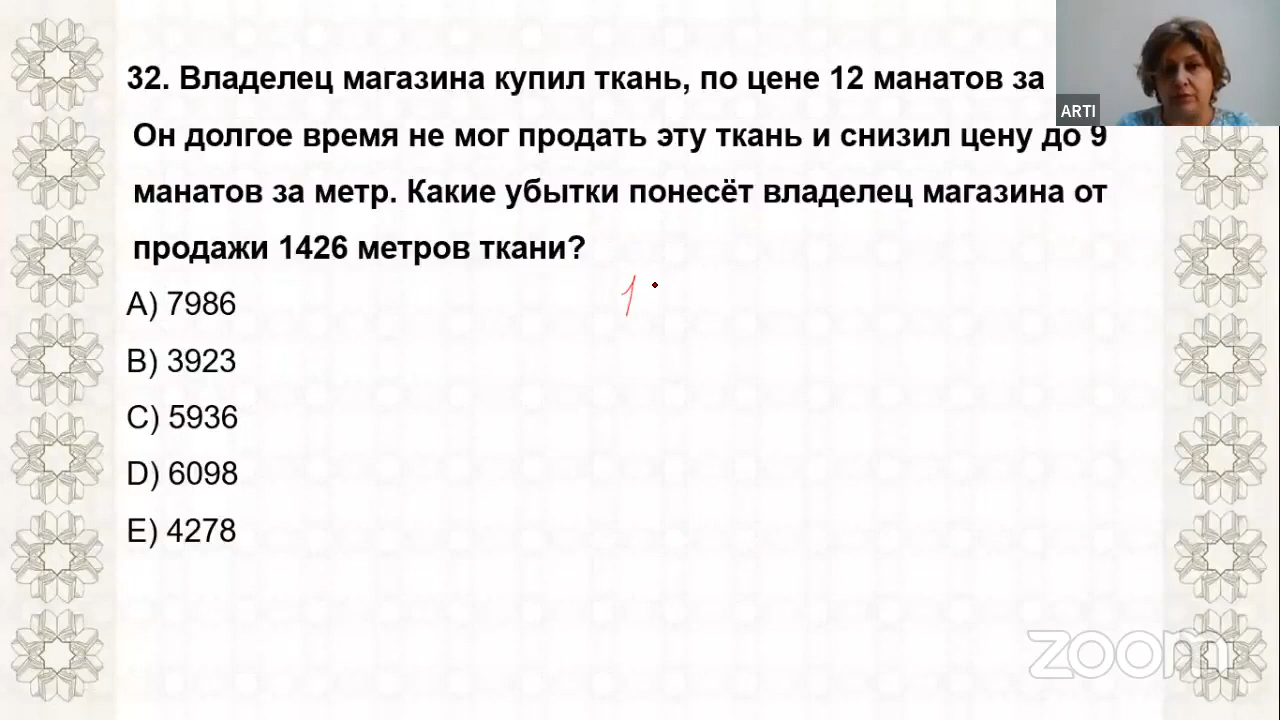 32. Владелец магазина купил ткань, по цене 12 манатов за
ARTI
Он долгое время не мог продать эту ткань и снизил цену до 9
манатов за метр. Какие убытки понесёт владелец магазина от
продажи 1426 метров ткани?
1
A) 7986
B) 3923
C) 5936
D) 6098
E) 4278
zoom